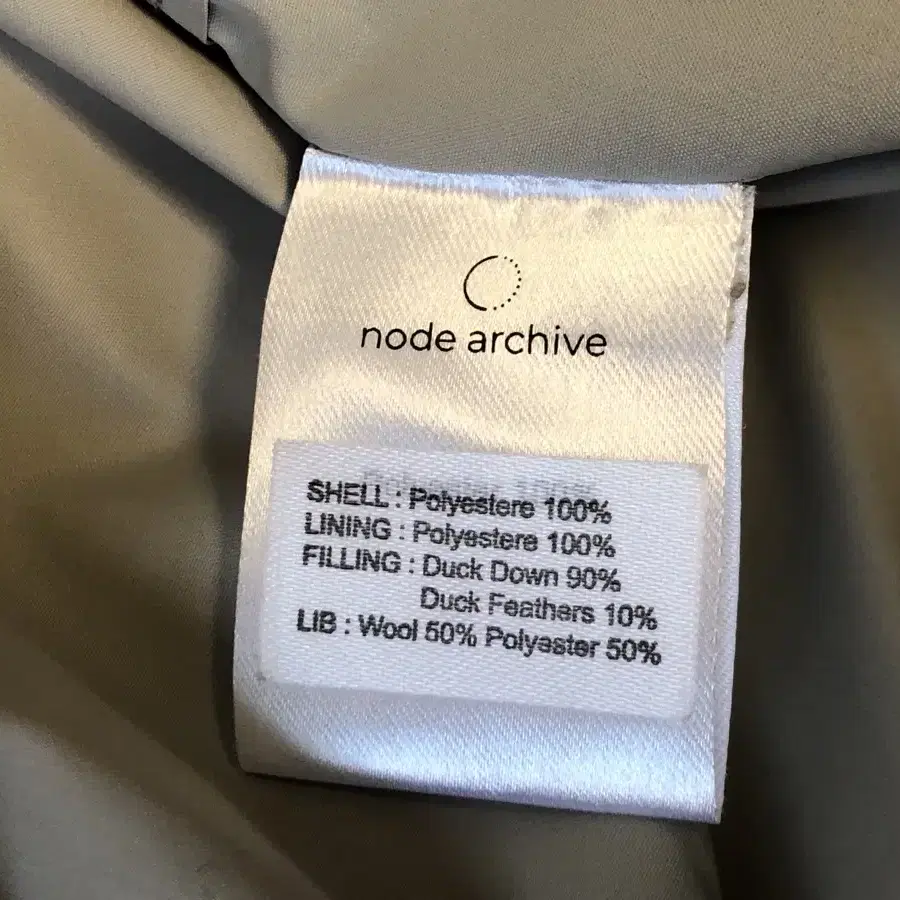 node archive
SHELL : Polyestere 100%
LINING : Polyestere 100%
FILLING : Duck Down 90%
Duck Feathers 10%
LIB : Wool 50% Polyester 50%